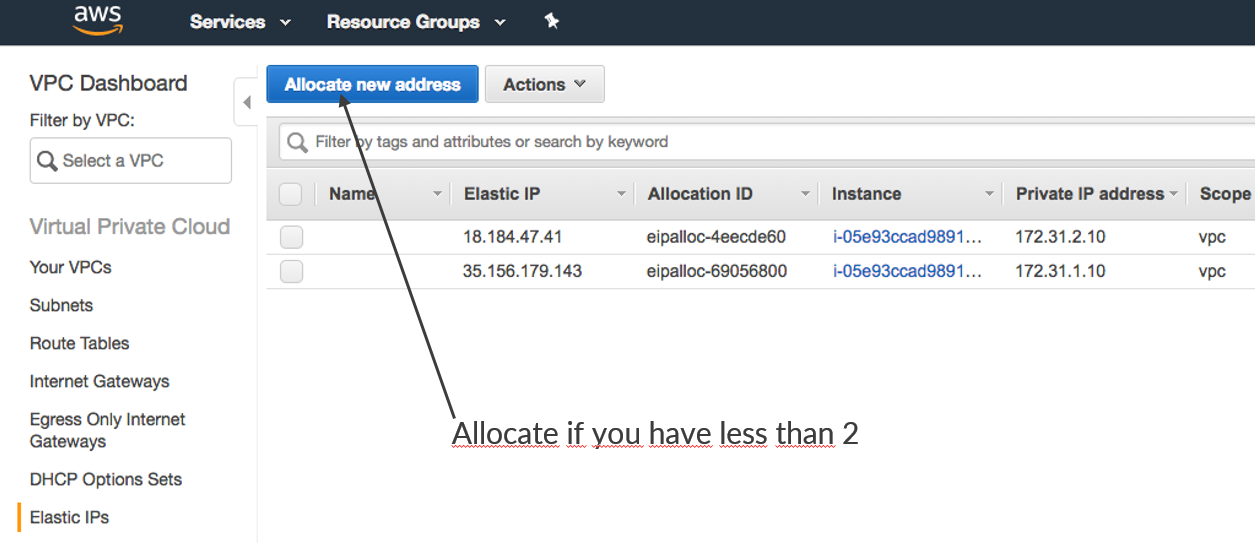 aws Services Resource Groups
VPC Dashboard
Filter by VPC:
Select a VPC
Virtual Private Cloud
Your VPCs
Subnets
Route Tables
Internet Gateways
Egress Only Internet
Gateways
DHCP Options Sets
Elastic IPs
Allocate new address Actions
Filter by tags and attributes or search by keyword
Name Elastic IP Allocation ID Instance Private IP address Scope
18.184.47.41 eipalloc-4eecde60 i-05e93ccad9891... 172.31.2.10 vpc
35.156.179.143 eipalloc-69056800 i-05e93ccad9891... 172.31.1.10 vpc
Allocate if you have less than 2